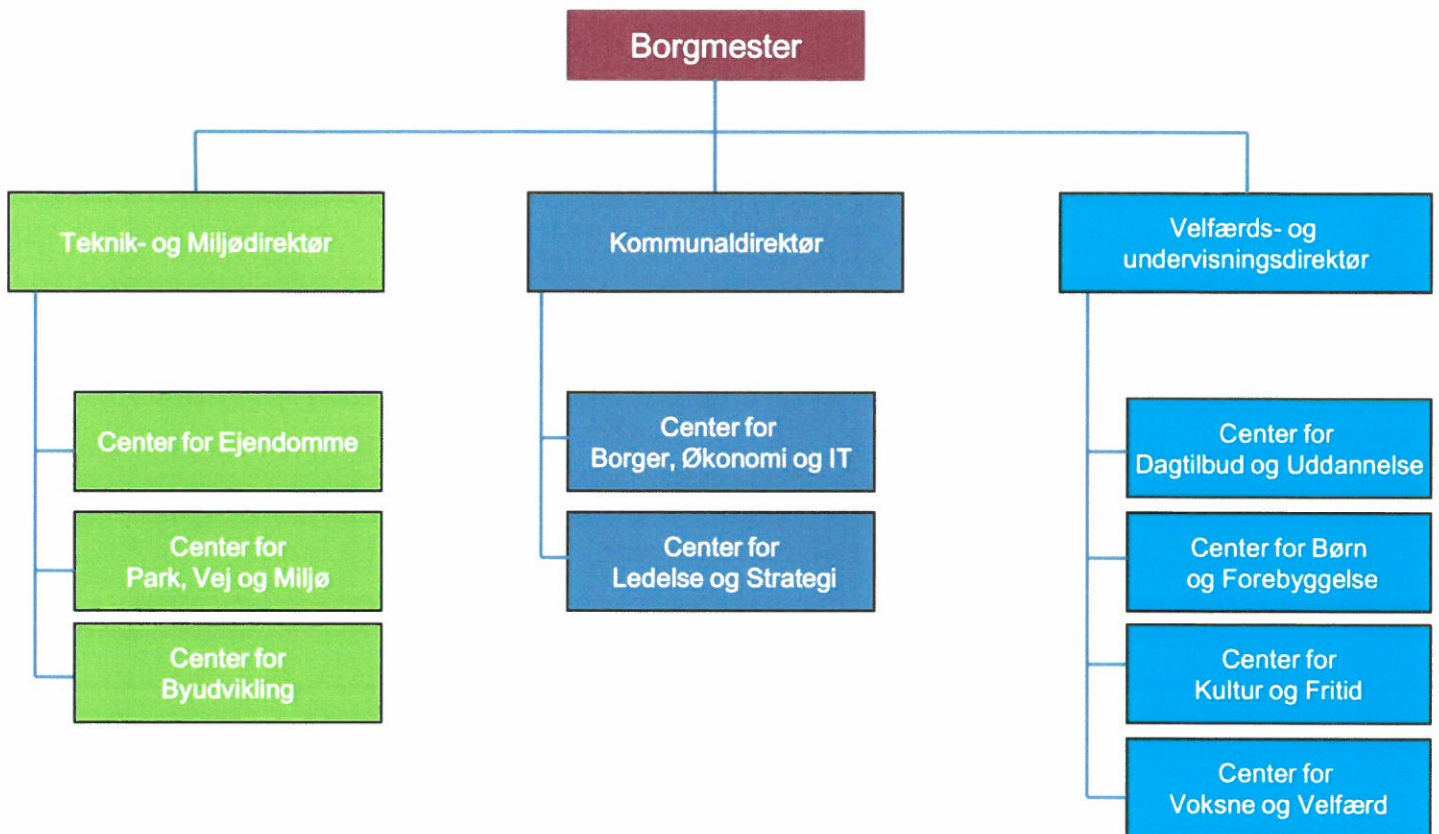 Borgmester
Teknik- og Miljødirektør
Kommunaldirektør
Velfærds- og
undervisningsdirektør
Center for Ejendomme
Center for
Park, Vej og Miljø
Center for
Byudvikling
Center for
Borger, Økonomi og IT
Center for
Ledelse og Strategi
Center for
Dagtilbud og Uddannelse
Center for Børn
og Forebyggelse
Center for
Kultur og Fritid
Center for
Voksne og Velfærd